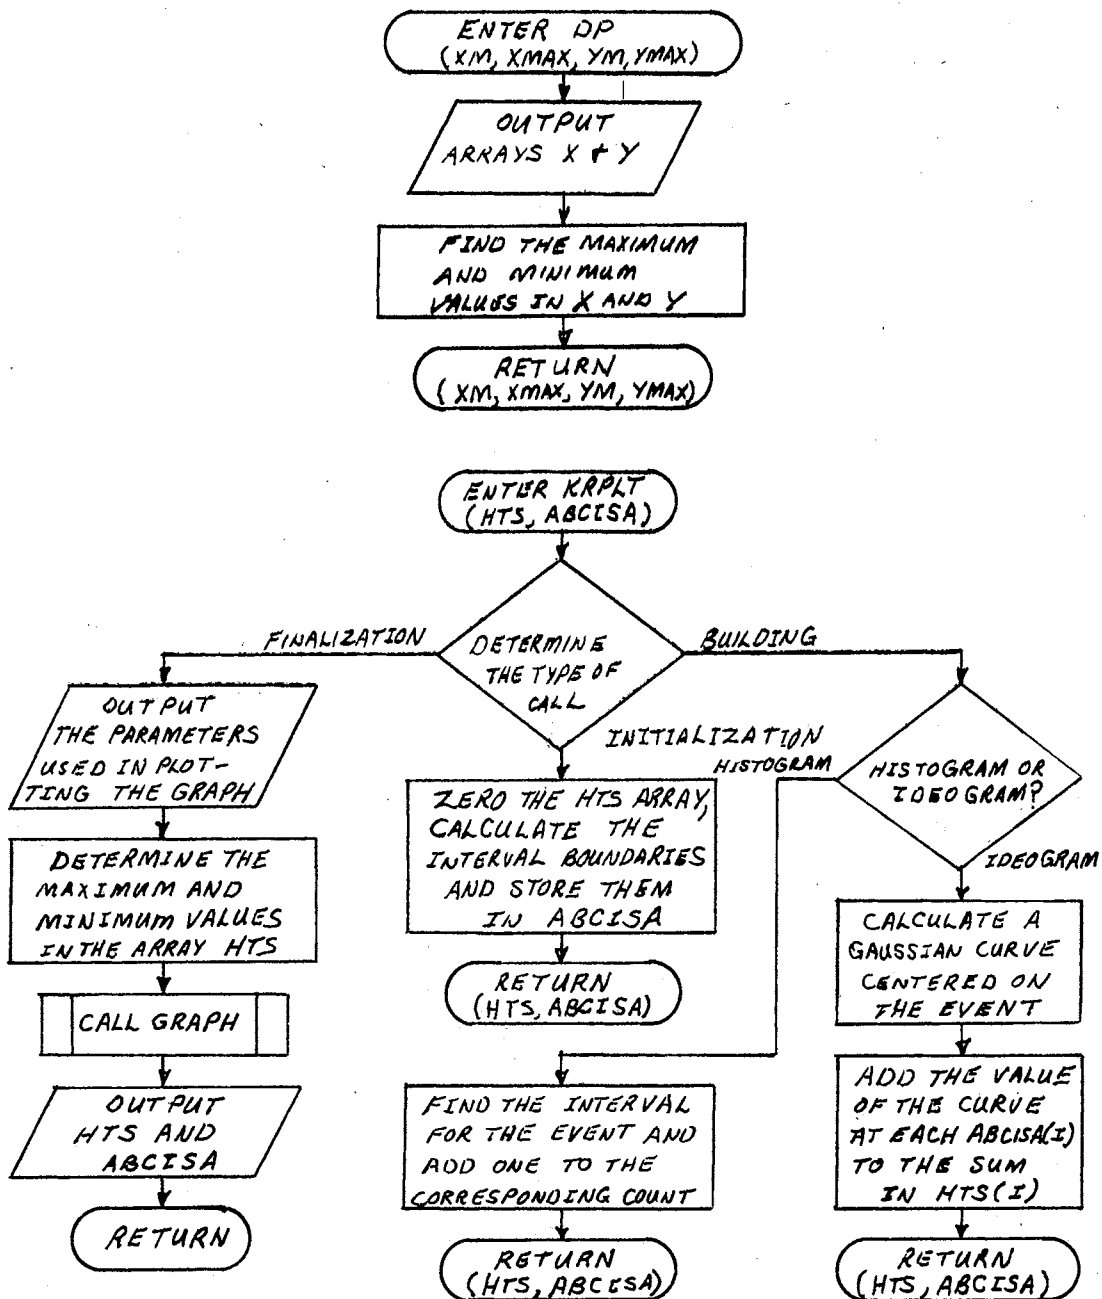 ENTER DP
(XM, XMAX, YM, YMAX)
OUTPUT
ARRAYS X + Y
FIND THE MAXIMUM
AND MINIMUM
VALUES IN X AND Y
RETURN
(XM, XMAX, YM, YMAX)
ENTER KRPLT
(HTS, ABCISA)
DETERMINE
THE TYPE OF
CALL
FINALIZATION
BUILDING
INITIALIZATION
OUTPUT
THE PARAMETERS
USED IN PLOT-
TING THE GRAPH
DETERMINE THE
MAXIMUM AND
MINIMUM VALUES
IN THE ARRAY HTS
CALL GRAPH
OUTPUT
HTS AND
ABCISA
RETURN
ZERO THE HTS ARRAY,
CALCULATE THE
INTERVAL BOUNDARIES
AND STORE THEM
IN ABCISA
RETURN
(HTS, ABCISA)
HISTOGRAM OR
IDEOGRAM?
HISTOGRAM
IDEOGRAM
FIND THE INTERVAL
FOR THE EVENT AND
ADD ONE TO THE
CORRESPONDING COUNT
RETURN
(HTS, ABCISA)
CALCULATE A
GAUSSIAN CURVE
CENTERED ON
THE EVENT
ADD THE VALUE
OF THE CURVE
AT EACH ABCISA(I)
TO THE SUM
IN HTS(I)
RETURN
(HTS, ABCISA)